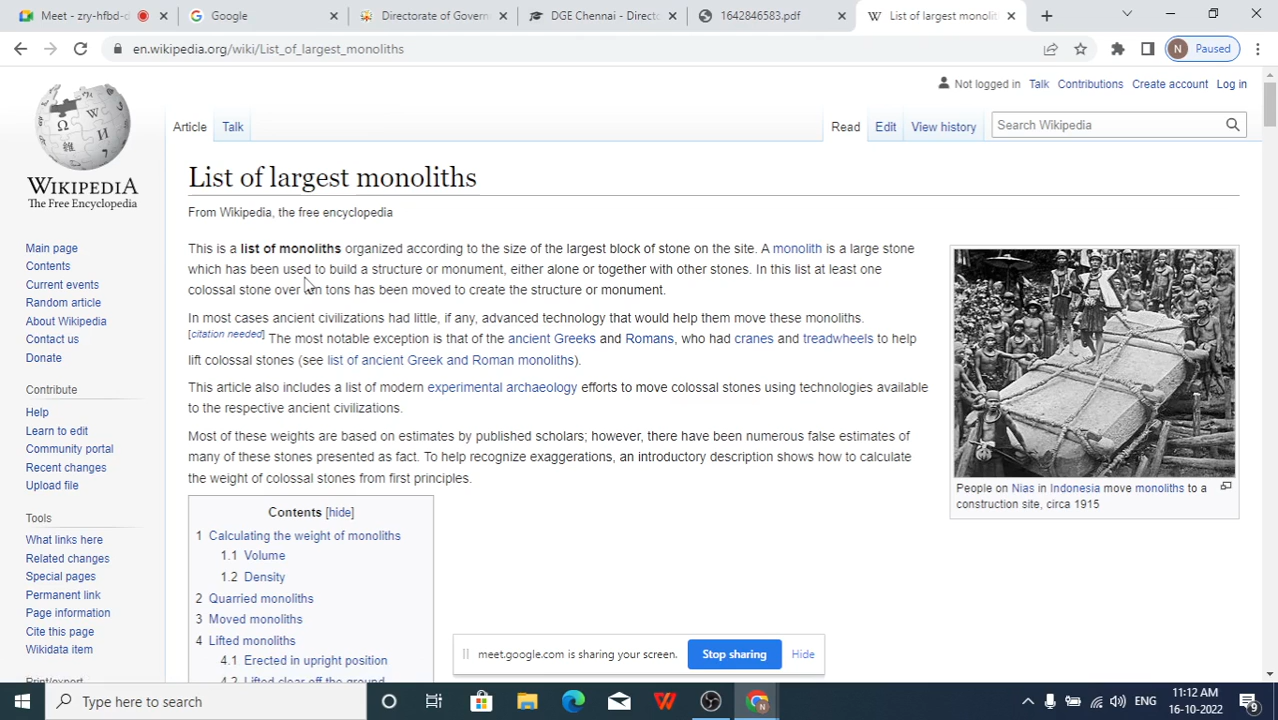 Meet - zry-hfbd-d
Google
Directorate of Govern
DGE Chennai - Direct
1642846583.pdf
List of largest monolit
en.wikipedia.org/wiki/List_of_largest_monoliths
N Paused
Not logged in Talk Contributions Create account Log in
Article Talk Read Edit View history Search Wikipedia
WIKIPEDIA
The Free Encyclopedia
List of largest monoliths
From Wikipedia, the free encyclopedia
This is a list of monoliths organized according to the size of the largest block of stone on the site. A monolith is a large stone
which has been used to build a structure or monument, either alone or together with other stones. In this list at least one
colossal stone over tons has been moved to create the structure or monument.
In most cases ancient civilizations had little, if any, advanced technology that would help them move these monoliths.
[citation needed] The most notable exception is that of the ancient Greeks and Romans, who had cranes and treadwheels to help
lift colossal stones (see list of ancient Greek and Roman monoliths).
This article also includes a list of modern experimental archaeology efforts to move colossal stones using technologies available
to the respective ancient civilizations.
Most of these weights are based on estimates by published scholars; however, there have been numerous false estimates of
many of these stones presented as fact. To help recognize exaggerations, an introductory description shows how to calculate
the weight of colossal stones from first principles.
People on Nias in Indonesia move monoliths to a
construction site, circa 1915
Main page
Contents
Current events
Random article
About Wikipedia
Contact us
Donate
Contribute
Help
Learn to edit
Community portal
Recent changes
Upload file
Tools
What links here
Related changes
Special pages
Permanent link
Page information
Cite this page
Wikidata item
Print/export
Contents [hide]
1 Calculating the weight of monoliths
1.1 Volume
1.2 Density
2 Quarried monoliths
3 Moved monoliths
4 Lifted monoliths
4.1 Erected in upright position
4.2 Lifted clear off the ground
meet.google.com is sharing your screen. Stop sharing Hide
Type here to search
ENG
11:12 AM
16-10-2022
9